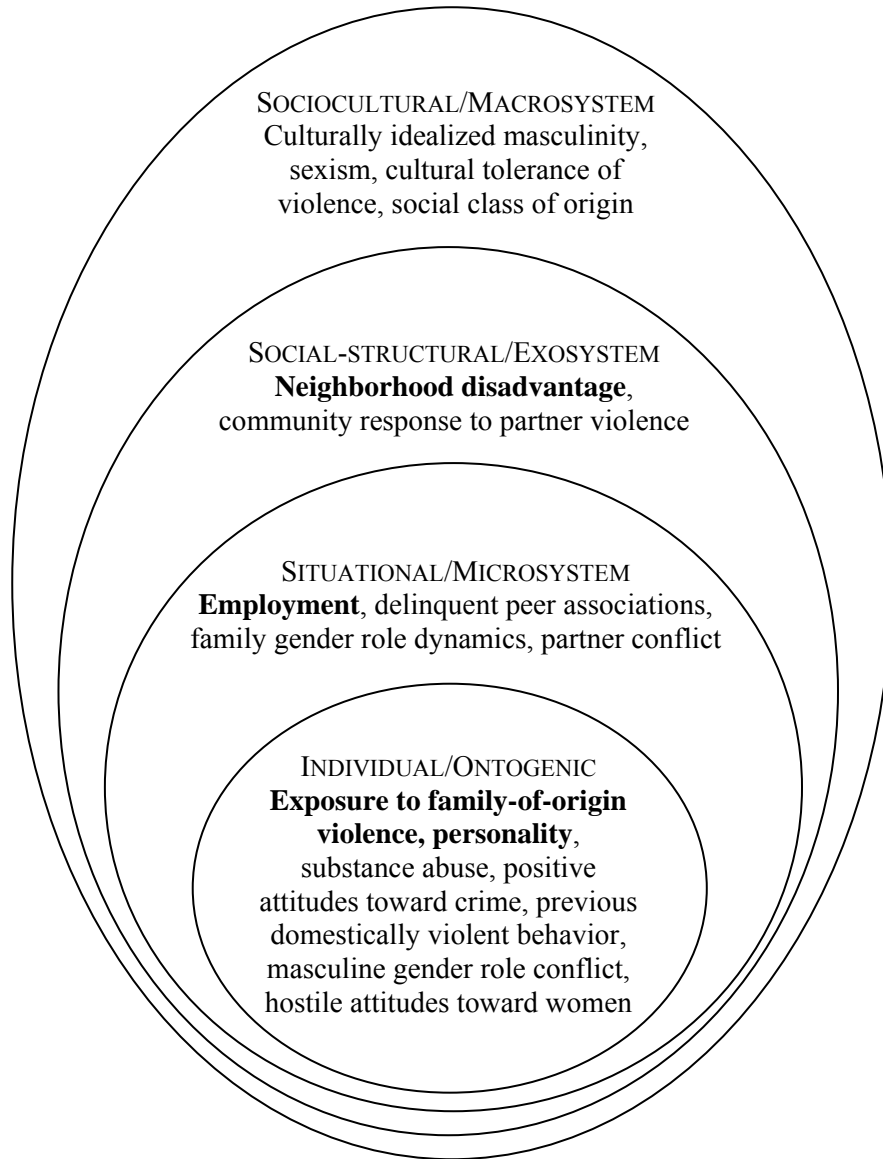 SOCIOCULTURAL/MACROSYSTEM
Culturally idealized masculinity,
sexism, cultural tolerance of
violence, social class of origin
SOCIAL-STRUCTURAL/EXOSYSTEM
Neighborhood disadvantage,
community response to partner violence
SITUATIONAL/MICROSYSTEM
Employment, delinquent peer associations,
family gender role dynamics, partner conflict
INDIVIDUAL/ONTOGENIC
Exposure to family-of-origin
violence, personality,
substance abuse, positive
attitudes toward crime, previous
domestically violent behavior,
masculine gender role conflict,
hostile attitudes toward women